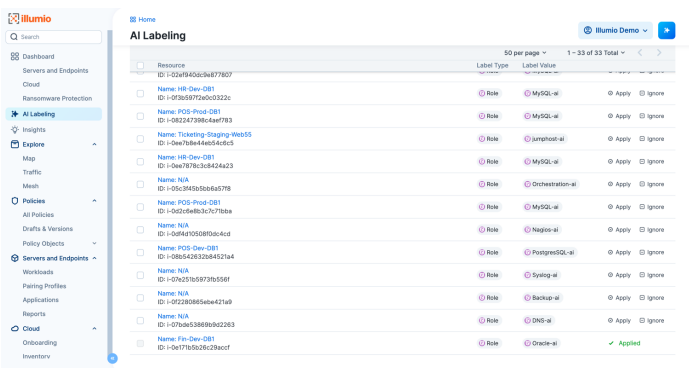 illumio
Search
Dashboard
Servers and Endpoints
Cloud
Ransomware Protection
AI Labeling
Insights
Explore
Map
Traffic
Mesh
Policies
All Policies
Drafts & Versions
Policy Objects
Servers and Endpoints
Workloads
Pairing Profiles
Applications
Reports
Cloud
Onboarding
Inventory
Home
AI Labeling
Illumio Demo
50 per page 1 – 33 of 33 Total
Resource Label Type Label Value
ID: i-02ef940dc9e877807
Name: HR-Dev-DB1
ID: i-0f3b597f2e0c0322c Role MySQL-ai Apply Ignore
Name: POS-Prod-DB1
ID: i-082247398c4aef783 Role MySQL-ai Apply Ignore
Name: Ticketing-Staging-Web55
ID: i-0ee7b8e44eb54c6c5 Role jumphost-ai Apply Ignore
Name: HR-Dev-DB1
ID: i-0ee7878c3c8424a23 Role MySQL-ai Apply Ignore
Name: N/A
ID: i-05c3f45b5bb6a57f8 Role Orchestration-ai Apply Ignore
Name: POS-Prod-DB1
ID: i-0d2c6e8b3c7c71bba Role MySQL-ai Apply Ignore
Name: N/A
ID: i-0df4d10508f0dc4cd Role Nagios-ai Apply Ignore
Name: POS-Dev-DB1
ID: i-08b542632b84521a4 Role PostgresSQL-ai Apply Ignore
Name: N/A
ID: i-07e251b5973fb556f Role Syslog-ai Apply Ignore
Name: N/A
ID: i-0f2280865ebe421a9 Role Backup-ai Apply Ignore
Name: N/A
ID: i-07bde53869b9d2263 Role DNS-ai Apply Ignore
Name: Fin-Dev-DB1
ID: i-0e171b5b26c29accf Role Oracle-ai Applied